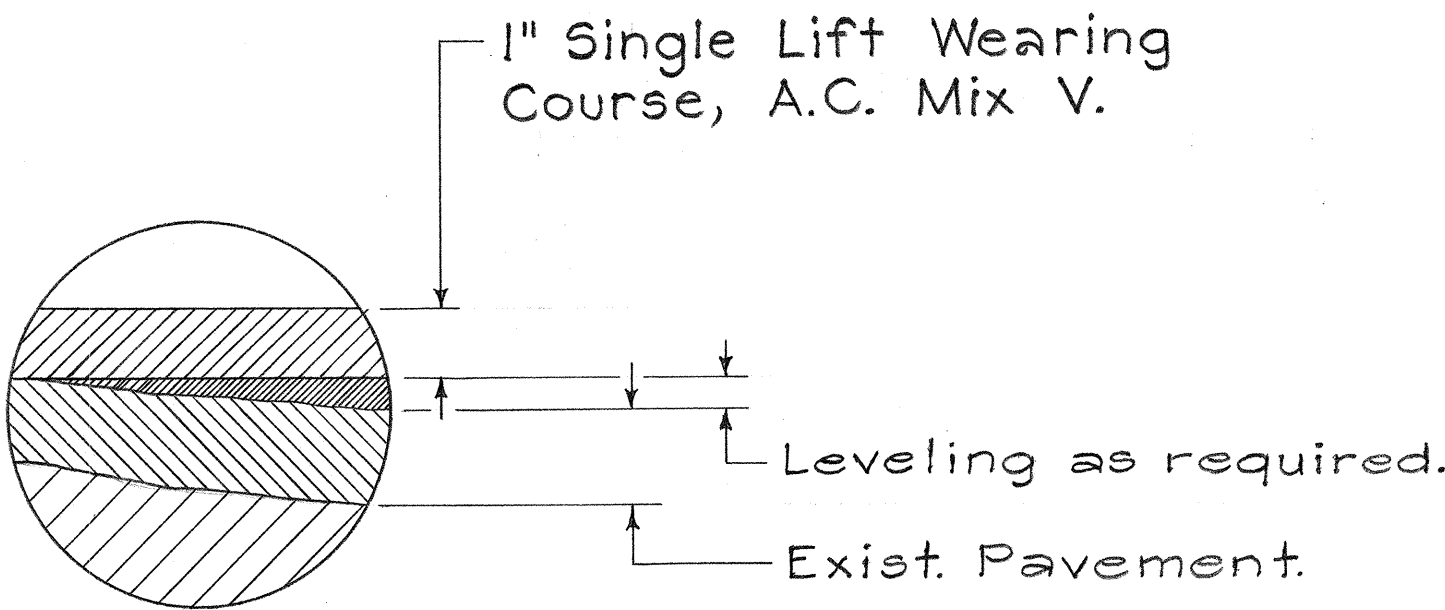 1" Single Lift Wearing
Course, A.C. Mix V.
Leveling as required.
Exist. Pavement.